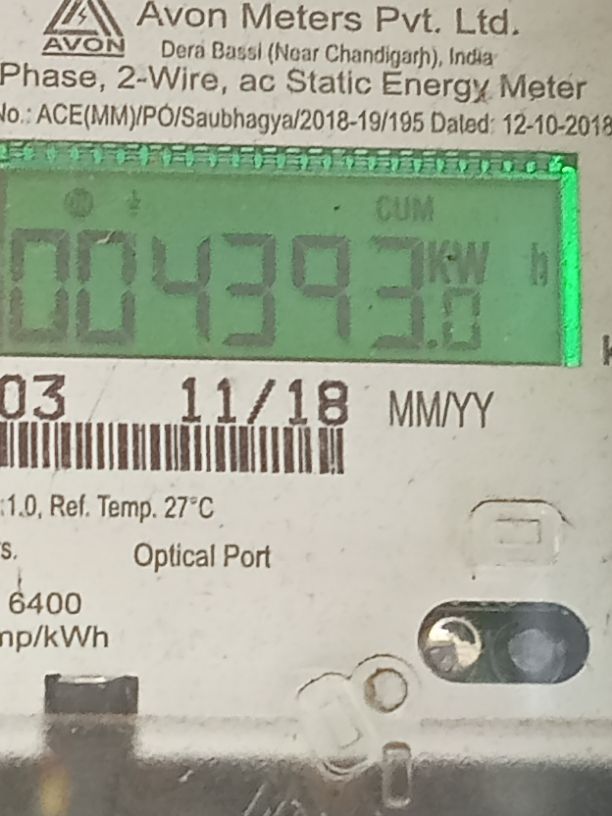 Avon Meters Pvt. Ltd.
AVON
Dera Bassi (Near Chandigarh), India
Phase, 2-Wire, ac Static Energy Meter
No.: ACE(MM)/PO/Saubhagya/2018-19/195 Dated: 12-10-2018
CUM
004393.0 KW h
03 11/18 MM/YY
:1.0, Ref. Temp. 27°C
s. Optical Port
6400
mp/kWh